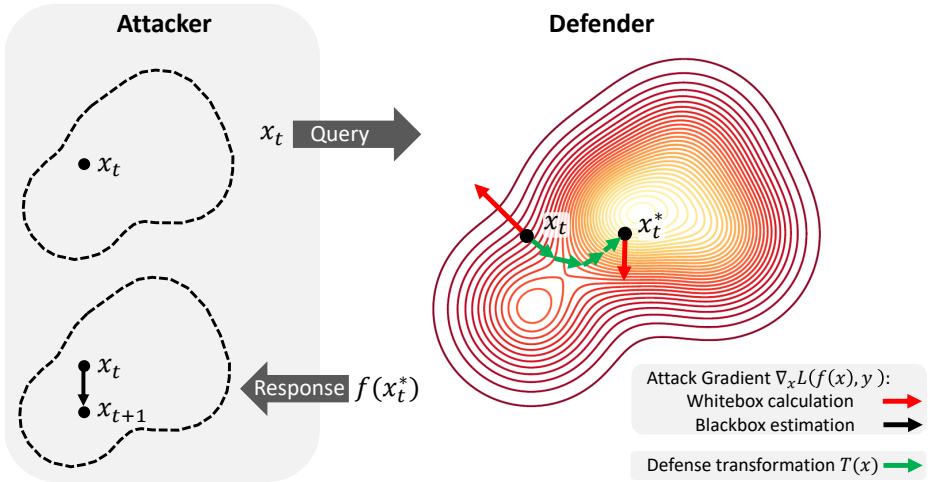 Attacker
Defender
x_t
x_t Query
x_t
x_t^*
x_t
x_{t+1}
Response f(x_t^*)
Attack Gradient ∇_x L(f(x), y ):
Whitebox calculation
Blackbox estimation
Defense transformation T(x)